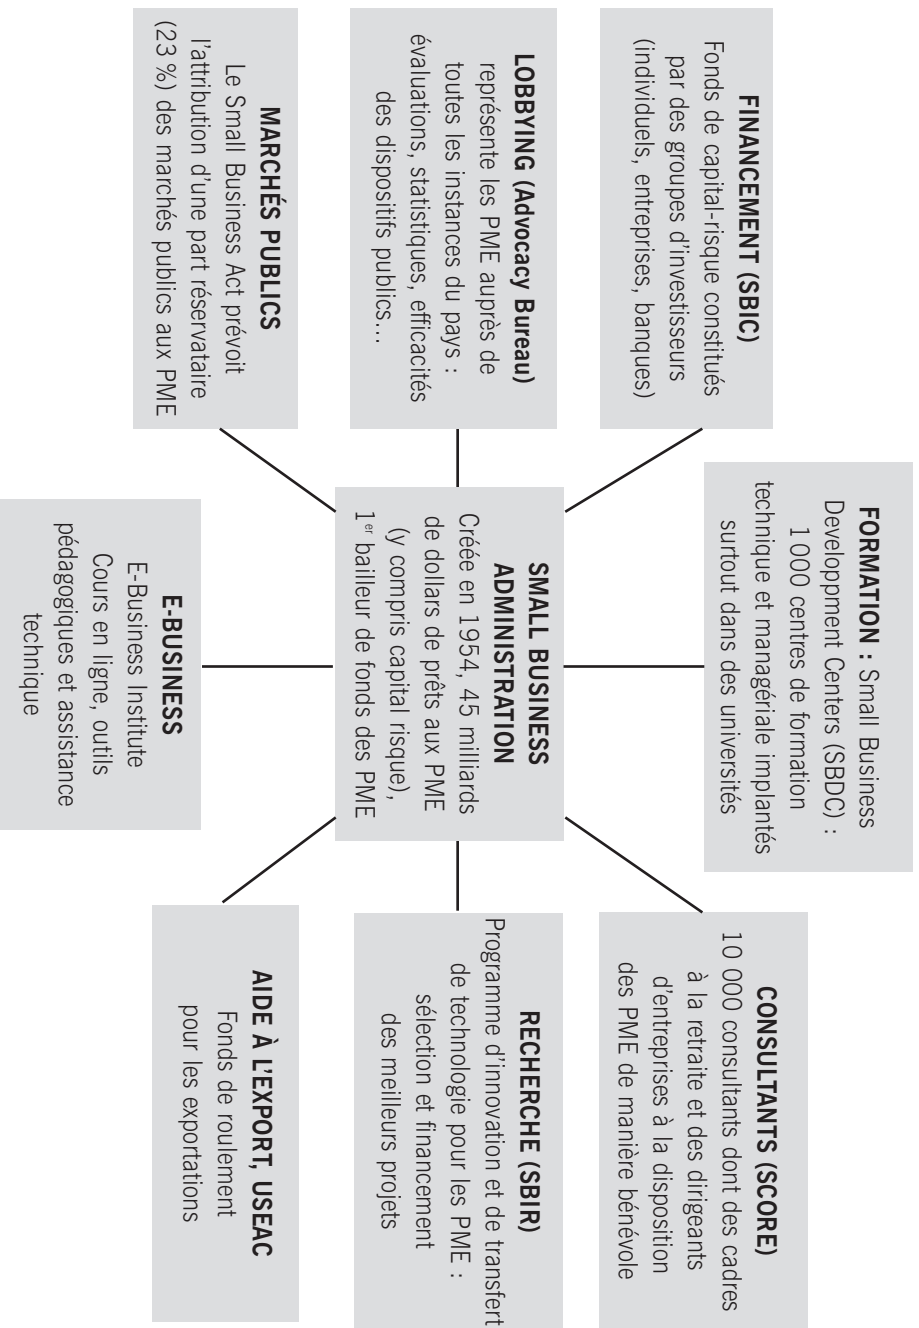 FINANCEMENT (SBIC)
Fonds de capital-risque constitués
par des groupes d'investisseurs
(individuels, entreprises, banques)
FORMATION : Small Business
Developpment Centers (SBDC) :
1 000 centres de formation
technique et managériale implantés
surtout dans des universités
CONSULTANTS (SCORE)
10 000 consultants dont des cadres
à la retraite et des dirigeants
d'entreprises à la disposition
des PME de manière bénévole
LOBBYING (Advocacy Bureau)
représente les PME auprès de
toutes les instances du pays :
évaluations, statistiques, efficacités
des dispositifs publics…
SMALL BUSINESS
ADMINISTRATION
Créée en 1954, 45 milliards
de dollars de prêts aux PME
(y compris capital risque),
1er bailleur de fonds des PME
RECHERCHE (SBIR)
Programme d'innovation et de transfert
de technologie pour les PME :
sélection et financement
des meilleurs projets
MARCHÉS PUBLICS
Le Small Business Act prévoit
l'attribution d'une part réservataire
(23 %) des marchés publics aux PME
E-BUSINESS
E-Business Institute
Cours en ligne, outils
pédagogiques et assistance
technique
AIDE À L'EXPORT, USEAC
Fonds de roulement
pour les exportations